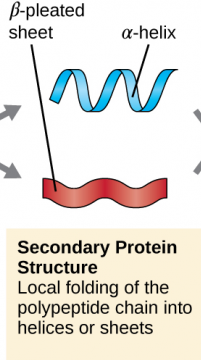 β-pleated
sheet
α-helix
Secondary Protein
Structure
Local folding of the
polypeptide chain into
helices or sheets